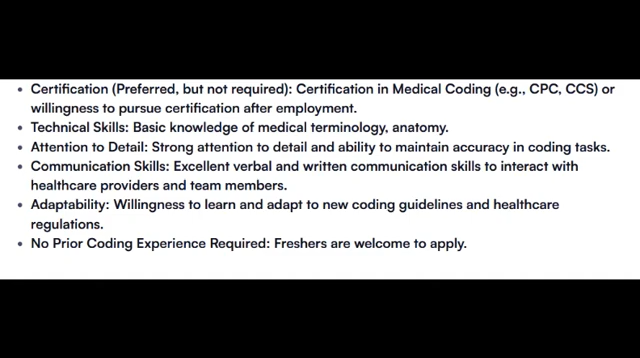 • Certification (Preferred, but not required): Certification in Medical Coding (e.g., CPC, CCS) or
willingness to pursue certification after employment.
• Technical Skills: Basic knowledge of medical terminology, anatomy.
• Attention to Detail: Strong attention to detail and ability to maintain accuracy in coding tasks.
• Communication Skills: Excellent verbal and written communication skills to interact with
healthcare providers and team members.
• Adaptability: Willingness to learn and adapt to new coding guidelines and healthcare
regulations.
• No Prior Coding Experience Required: Freshers are welcome to apply.